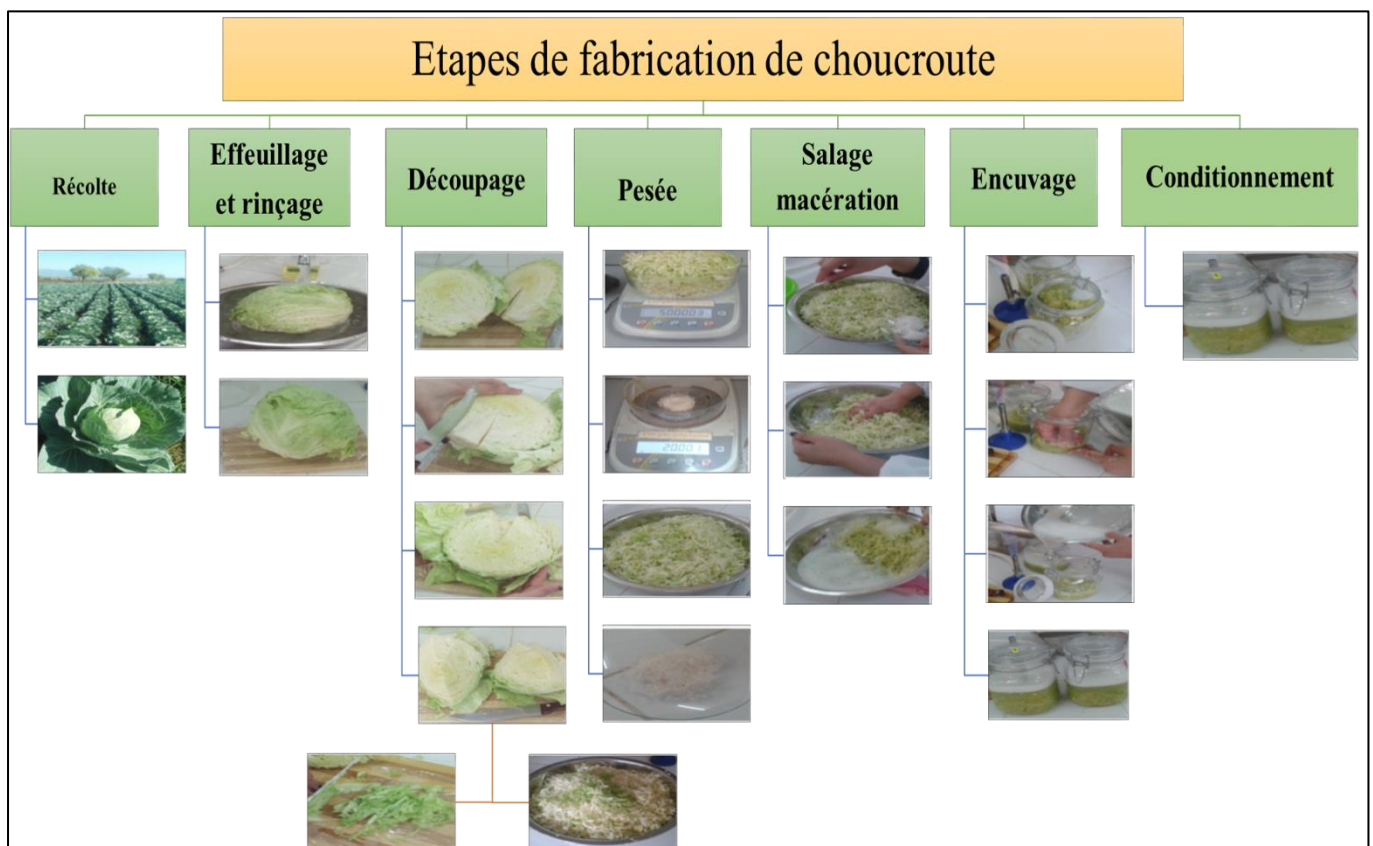 Etapes de fabrication de choucroute
Récolte
Effeuillage
et rinçage
Découpage
Pesée
Salage
macération
Encuvage
Conditionnement